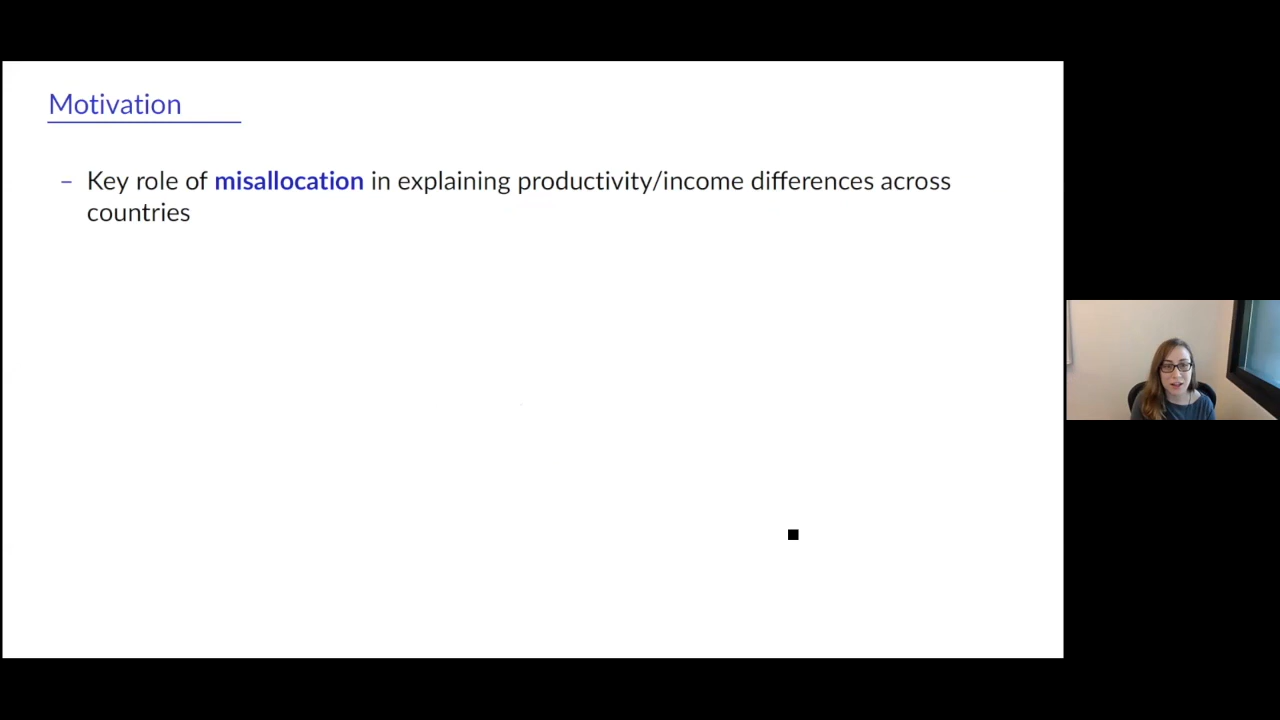 Motivation
– Key role of misallocation in explaining productivity/income differences across
countries